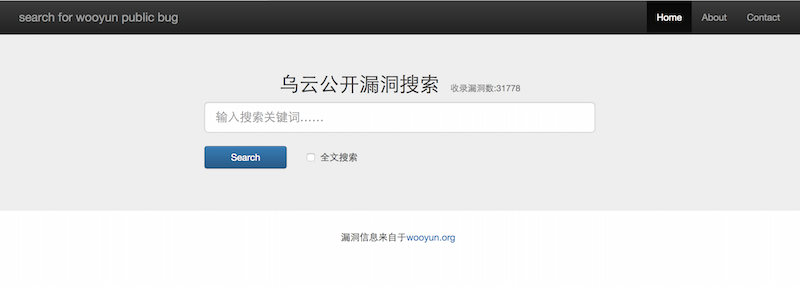 search for wooyun public bug Home About Contact
乌云公开漏洞搜索 收录漏洞数:31778
输入搜索关键词……
Search 全文搜索
漏洞信息来自于wooyun.org